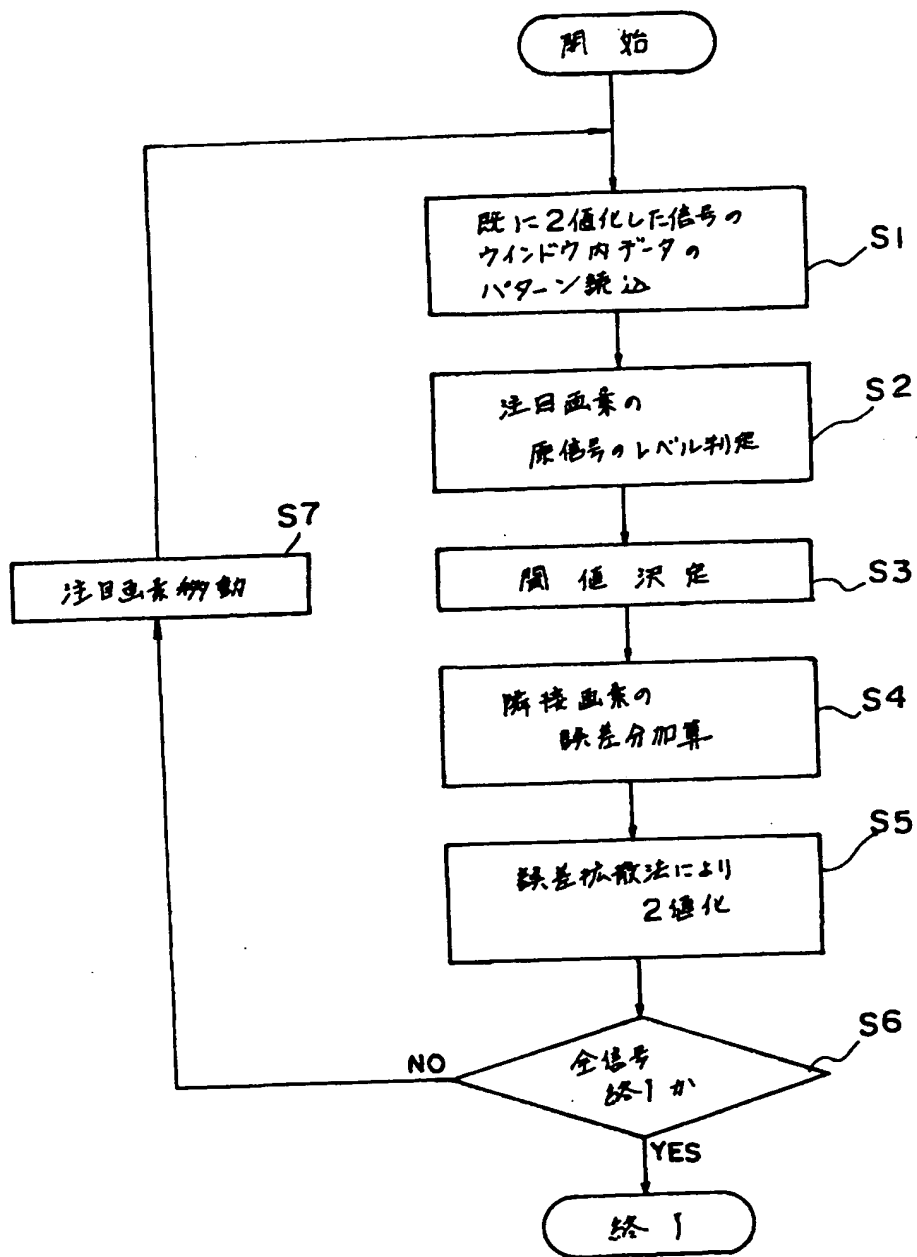 開始
既に2値化した信号の
ウインドウ内データの
パターン読込
S1
注目画素の
原信号のレベル判定
S2
閾値決定
S3
隣接画素の
誤差分加算
S4
誤差拡散法により
2値化
S5
全信号
終了か
S6
NO
YES
S7
注目画素移動
終了